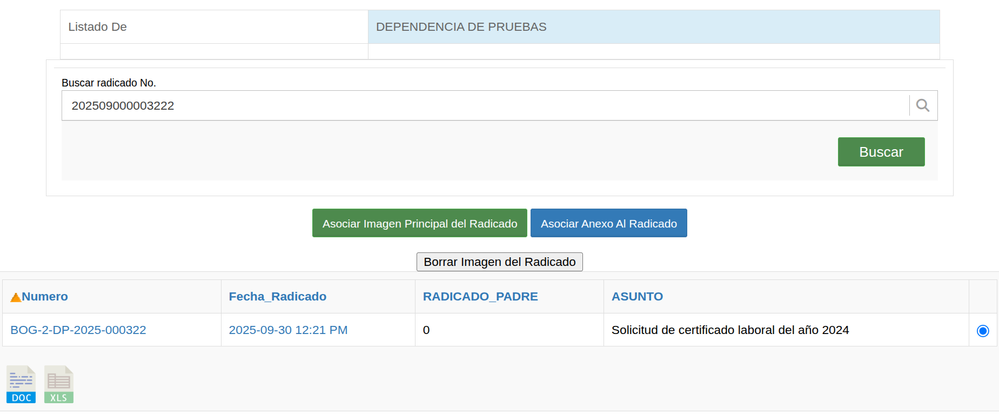 Listado De
DEPENDENCIA DE PRUEBAS
Buscar radicado No.
202509000003222
Buscar
Asociar Imagen Principal del Radicado
Asociar Anexo Al Radicado
Borrar Imagen del Radicado
Numero
Fecha_Radicado
RADICADO_PADRE
ASUNTO
BOG-2-DP-2025-000322
2025-09-30 12:21 PM
0
Solicitud de certificado laboral del año 2024
DOC
XLS